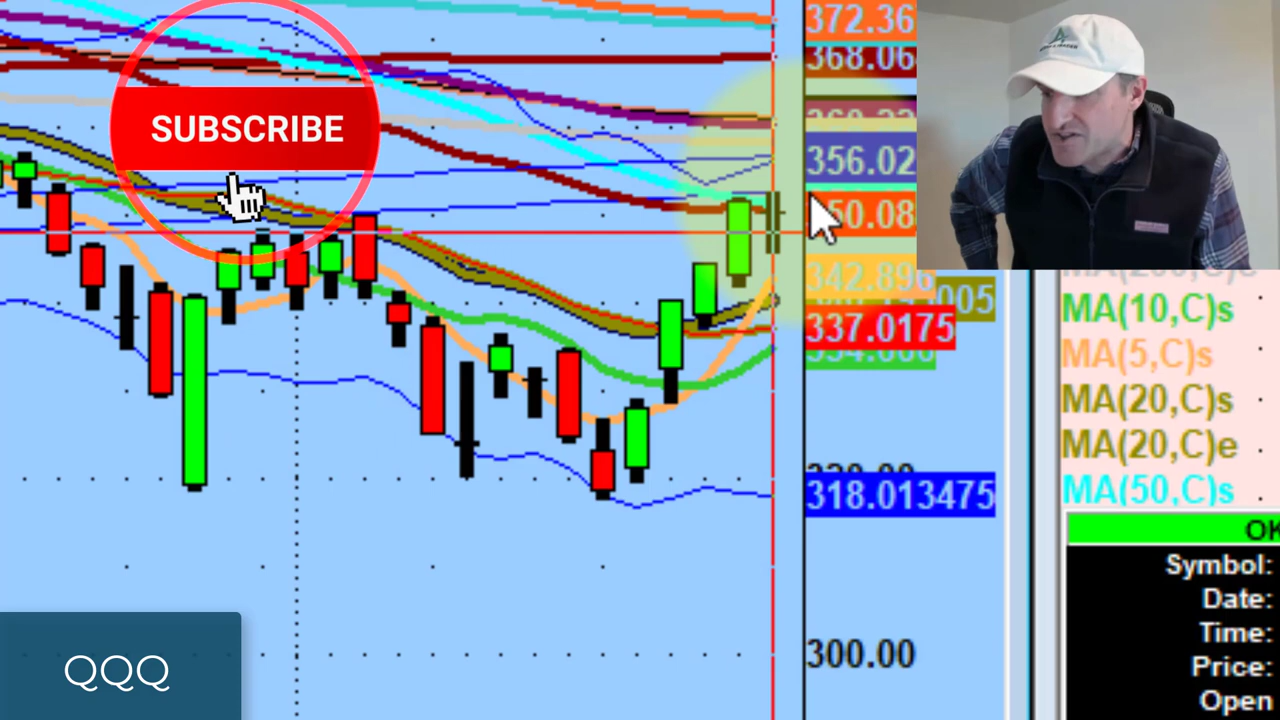 372.36
368.06
SUBSCRIBE
356.02
50.08
342.896
005
337.0175
318.013475
300.00
MA(10,C)s
MA(5,C)s
MA(20,C)s
MA(20,C)e
MA(50,C)s
OK
Symbol:
Date:
Time:
Price:
Open
QQQ